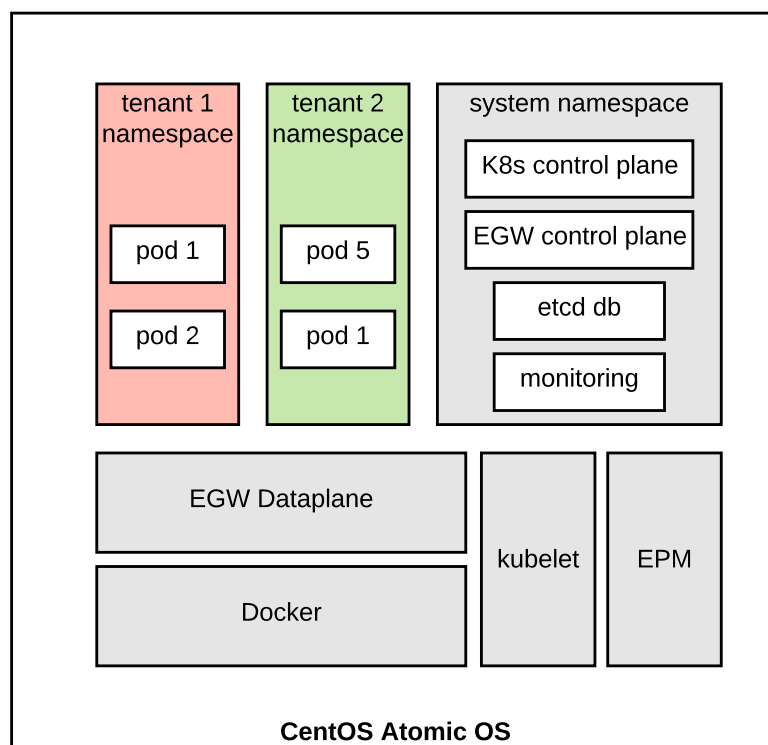 tenant 1
namespace
pod 1
pod 2
tenant 2
namespace
pod 5
pod 1
system namespace
K8s control plane
EGW control plane
etcd db
monitoring
EGW Dataplane
Docker
kubelet
EPM
CentOS Atomic OS